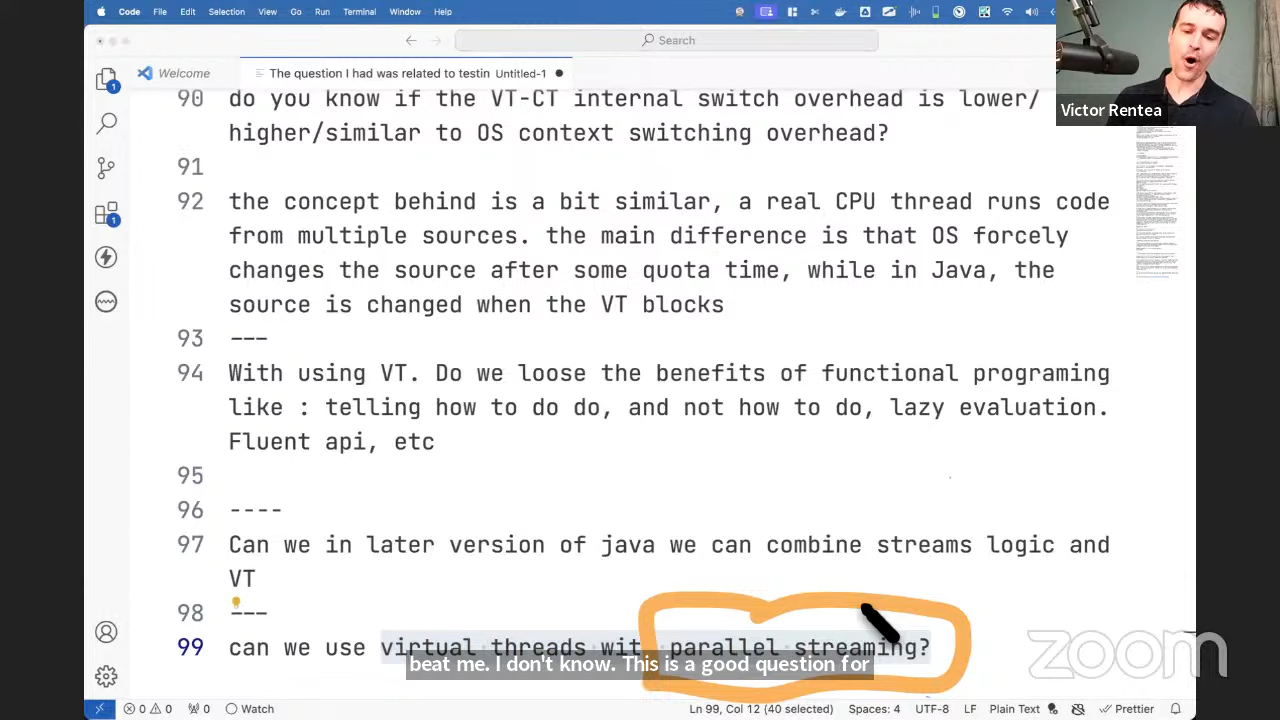 Code File Edit Selection View Go Run Terminal Window
Search
Victor Rentea
Welcome
The question I had was related to testin Untitled-1
90 do you know if the VT-CT internal switch overhead is lower/
higher/similar to OS context switching overhead?
91
92 the concept behind is a bit similar, a real CPU thread runs code
from multiple sources. the main difference is that OS forcely
changes the source after some quota time, while in Java, the
source is changed when the VT blocks
93 ---
94 With using VT. Do we loose the benefits of functional programing
like : telling how to do do, and not how to do, lazy evaluation.
Fluent api, etc
95
96 ----
97 Can we in later version of java we can combine streams logic and
VT
98 ---
99 can we use virtual threads wit parallel streaming?
beat me. I don't know. This is a good question for
zoom
0 0 0 Watch Ln 99, Col 12 (40 selected) Spaces: 4 UTF-8 LF Plain Text Prettier